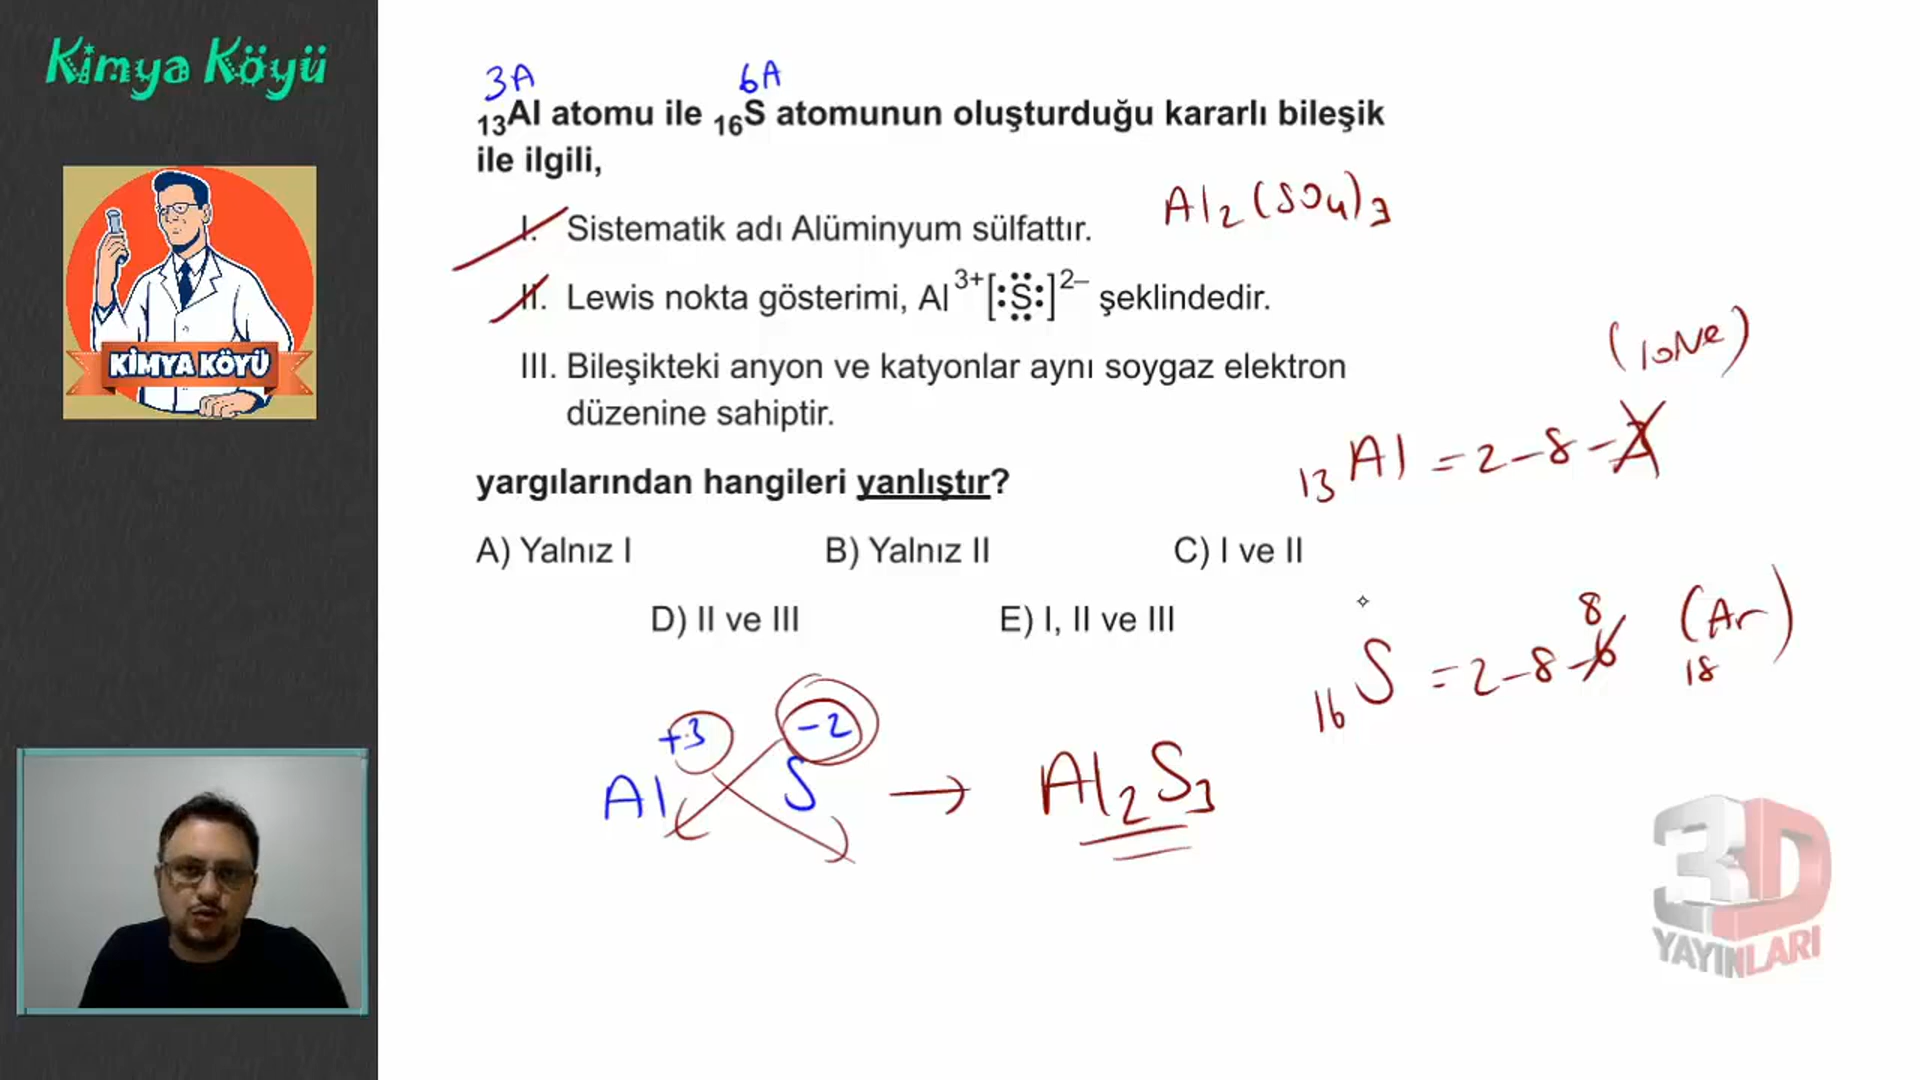 Kimya Köyü
KİMYA KÖYÜ
3A 6A
₁₃Al atomu ile ₁₆S atomunun oluşturduğu kararlı bileşik
ile ilgili,
I. Sistematik adı Alüminyum sülfattır.
Al₂(SO₄)₃
II. Lewis nokta gösterimi, Al³⁺[:S:]²⁻ şeklindedir.
III. Bileşikteki anyon ve katyonlar aynı soygaz elektron
düzenine sahiptir.
(₁₀Ne)
₁₃Al = 2-8-3
yargılarından hangileri yanlıştır?
A) Yalnız I B) Yalnız II C) I ve II
D) II ve III E) I, II ve III
8 (Ar)
₁₆S = 2-8-6 18
+3 -2
Al S → Al₂S₃
3D
YAYINLARI